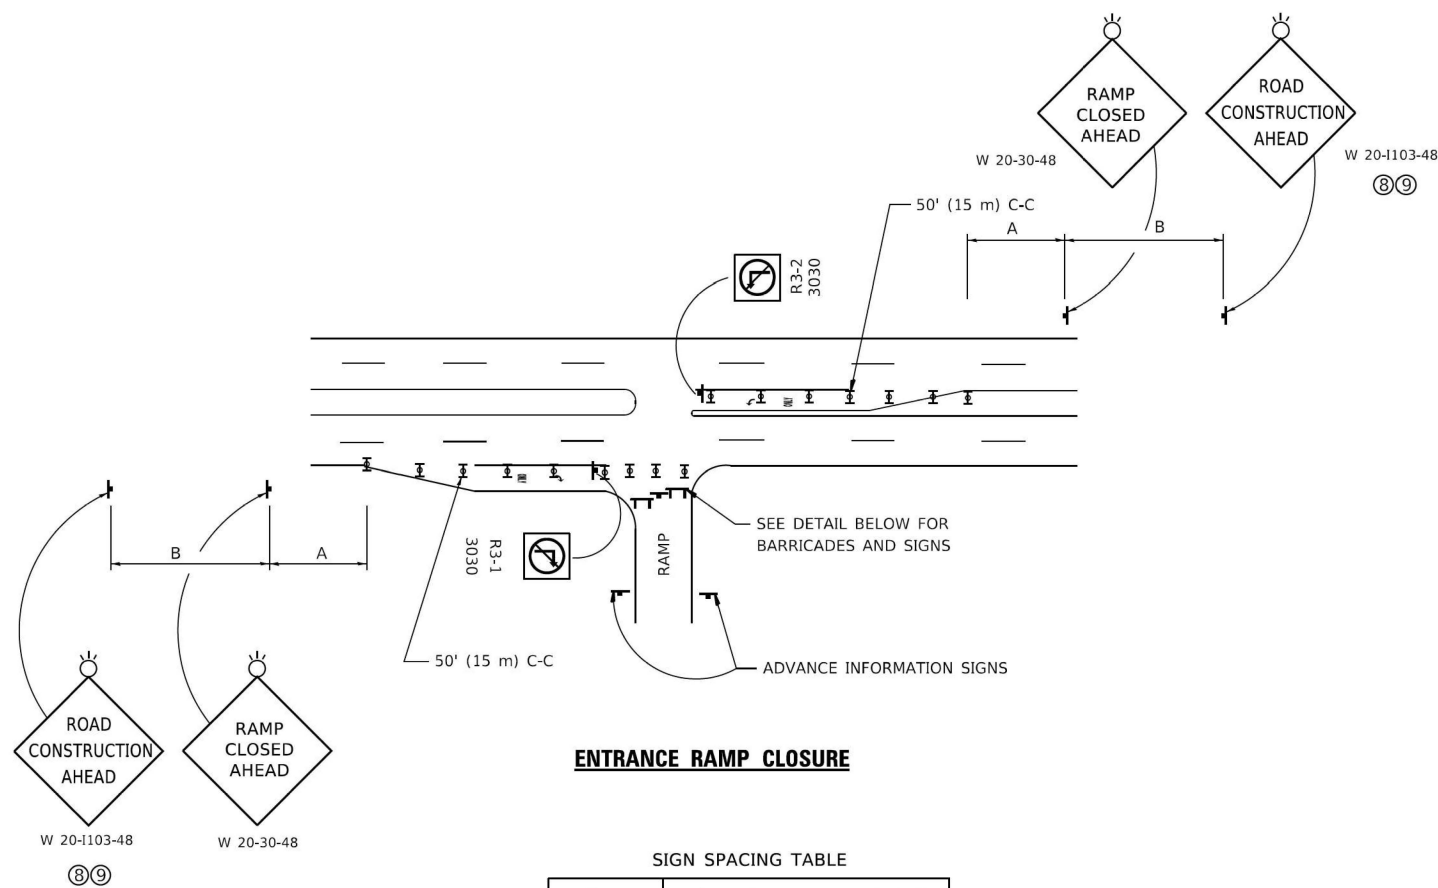 RAMP
CLOSED
AHEAD
ROAD
CONSTRUCTION
AHEAD
W 20-30-48
W 20-I103-48
⑧⑨
50' (15 m) C-C
A
B
R3-2
3030
ONLY
ONLY
SEE DETAIL BELOW FOR
BARRICADES AND SIGNS
B
A
R3-1
3030
RAMP
50' (15 m) C-C
ADVANCE INFORMATION SIGNS
ROAD
CONSTRUCTION
AHEAD
RAMP
CLOSED
AHEAD
ENTRANCE RAMP CLOSURE
W 20-I103-48
W 20-30-48
⑧⑨
SIGN SPACING TABLE